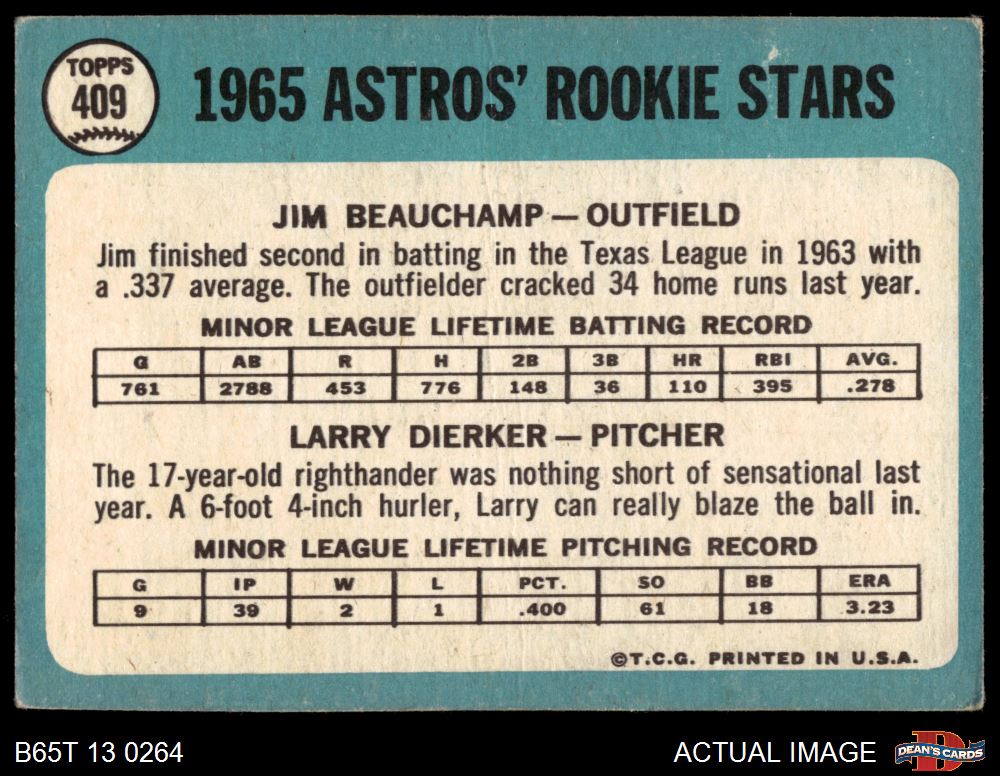 TOPPS
409
1965 ASTROS' ROOKIE STARS
JIM BEAUCHAMP — OUTFIELD
Jim finished second in batting in the Texas League in 1963 with
a .337 average. The outfielder cracked 34 home runs last year.
MINOR LEAGUE LIFETIME BATTING RECORD
G AB R H 2B 3B HR RBI AVG.
761 2788 453 776 148 36 110 395 .278
LARRY DIERKER — PITCHER
The 17-year-old righthander was nothing short of sensational last
year. A 6-foot 4-inch hurler, Larry can really blaze the ball in.
MINOR LEAGUE LIFETIME PITCHING RECORD
G IP W L PCT. SO BB ERA
9 39 2 1 .400 61 18 3.23
©T.C.G. PRINTED IN U.S.A.
B65T 13 0264
ACTUAL IMAGE
DEAN'S CARDS